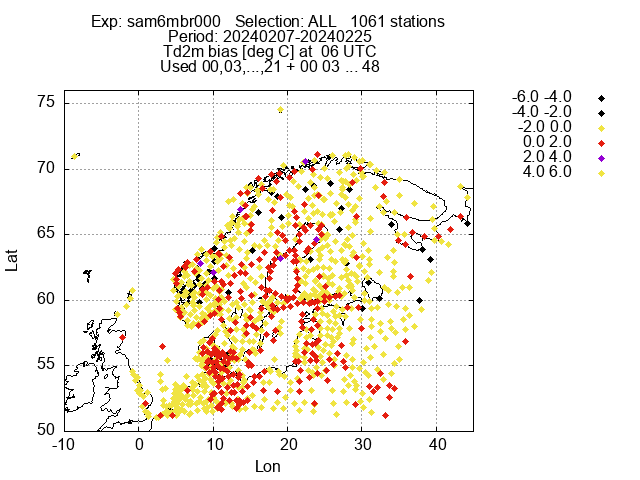 Exp: sam6mbr000   Selection: ALL   1061 stations
Period: 20240207-20240225
Td2m bias [deg C] at  06 UTC
Used 00,03,...,21 + 00 03 ... 48
-6.0 -4.0
-4.0 -2.0
-2.0 0.0
0.0 2.0
2.0 4.0
4.0 6.0
75
70
65
60
55
50
Lat
-10 0 10 20 30 40
Lon